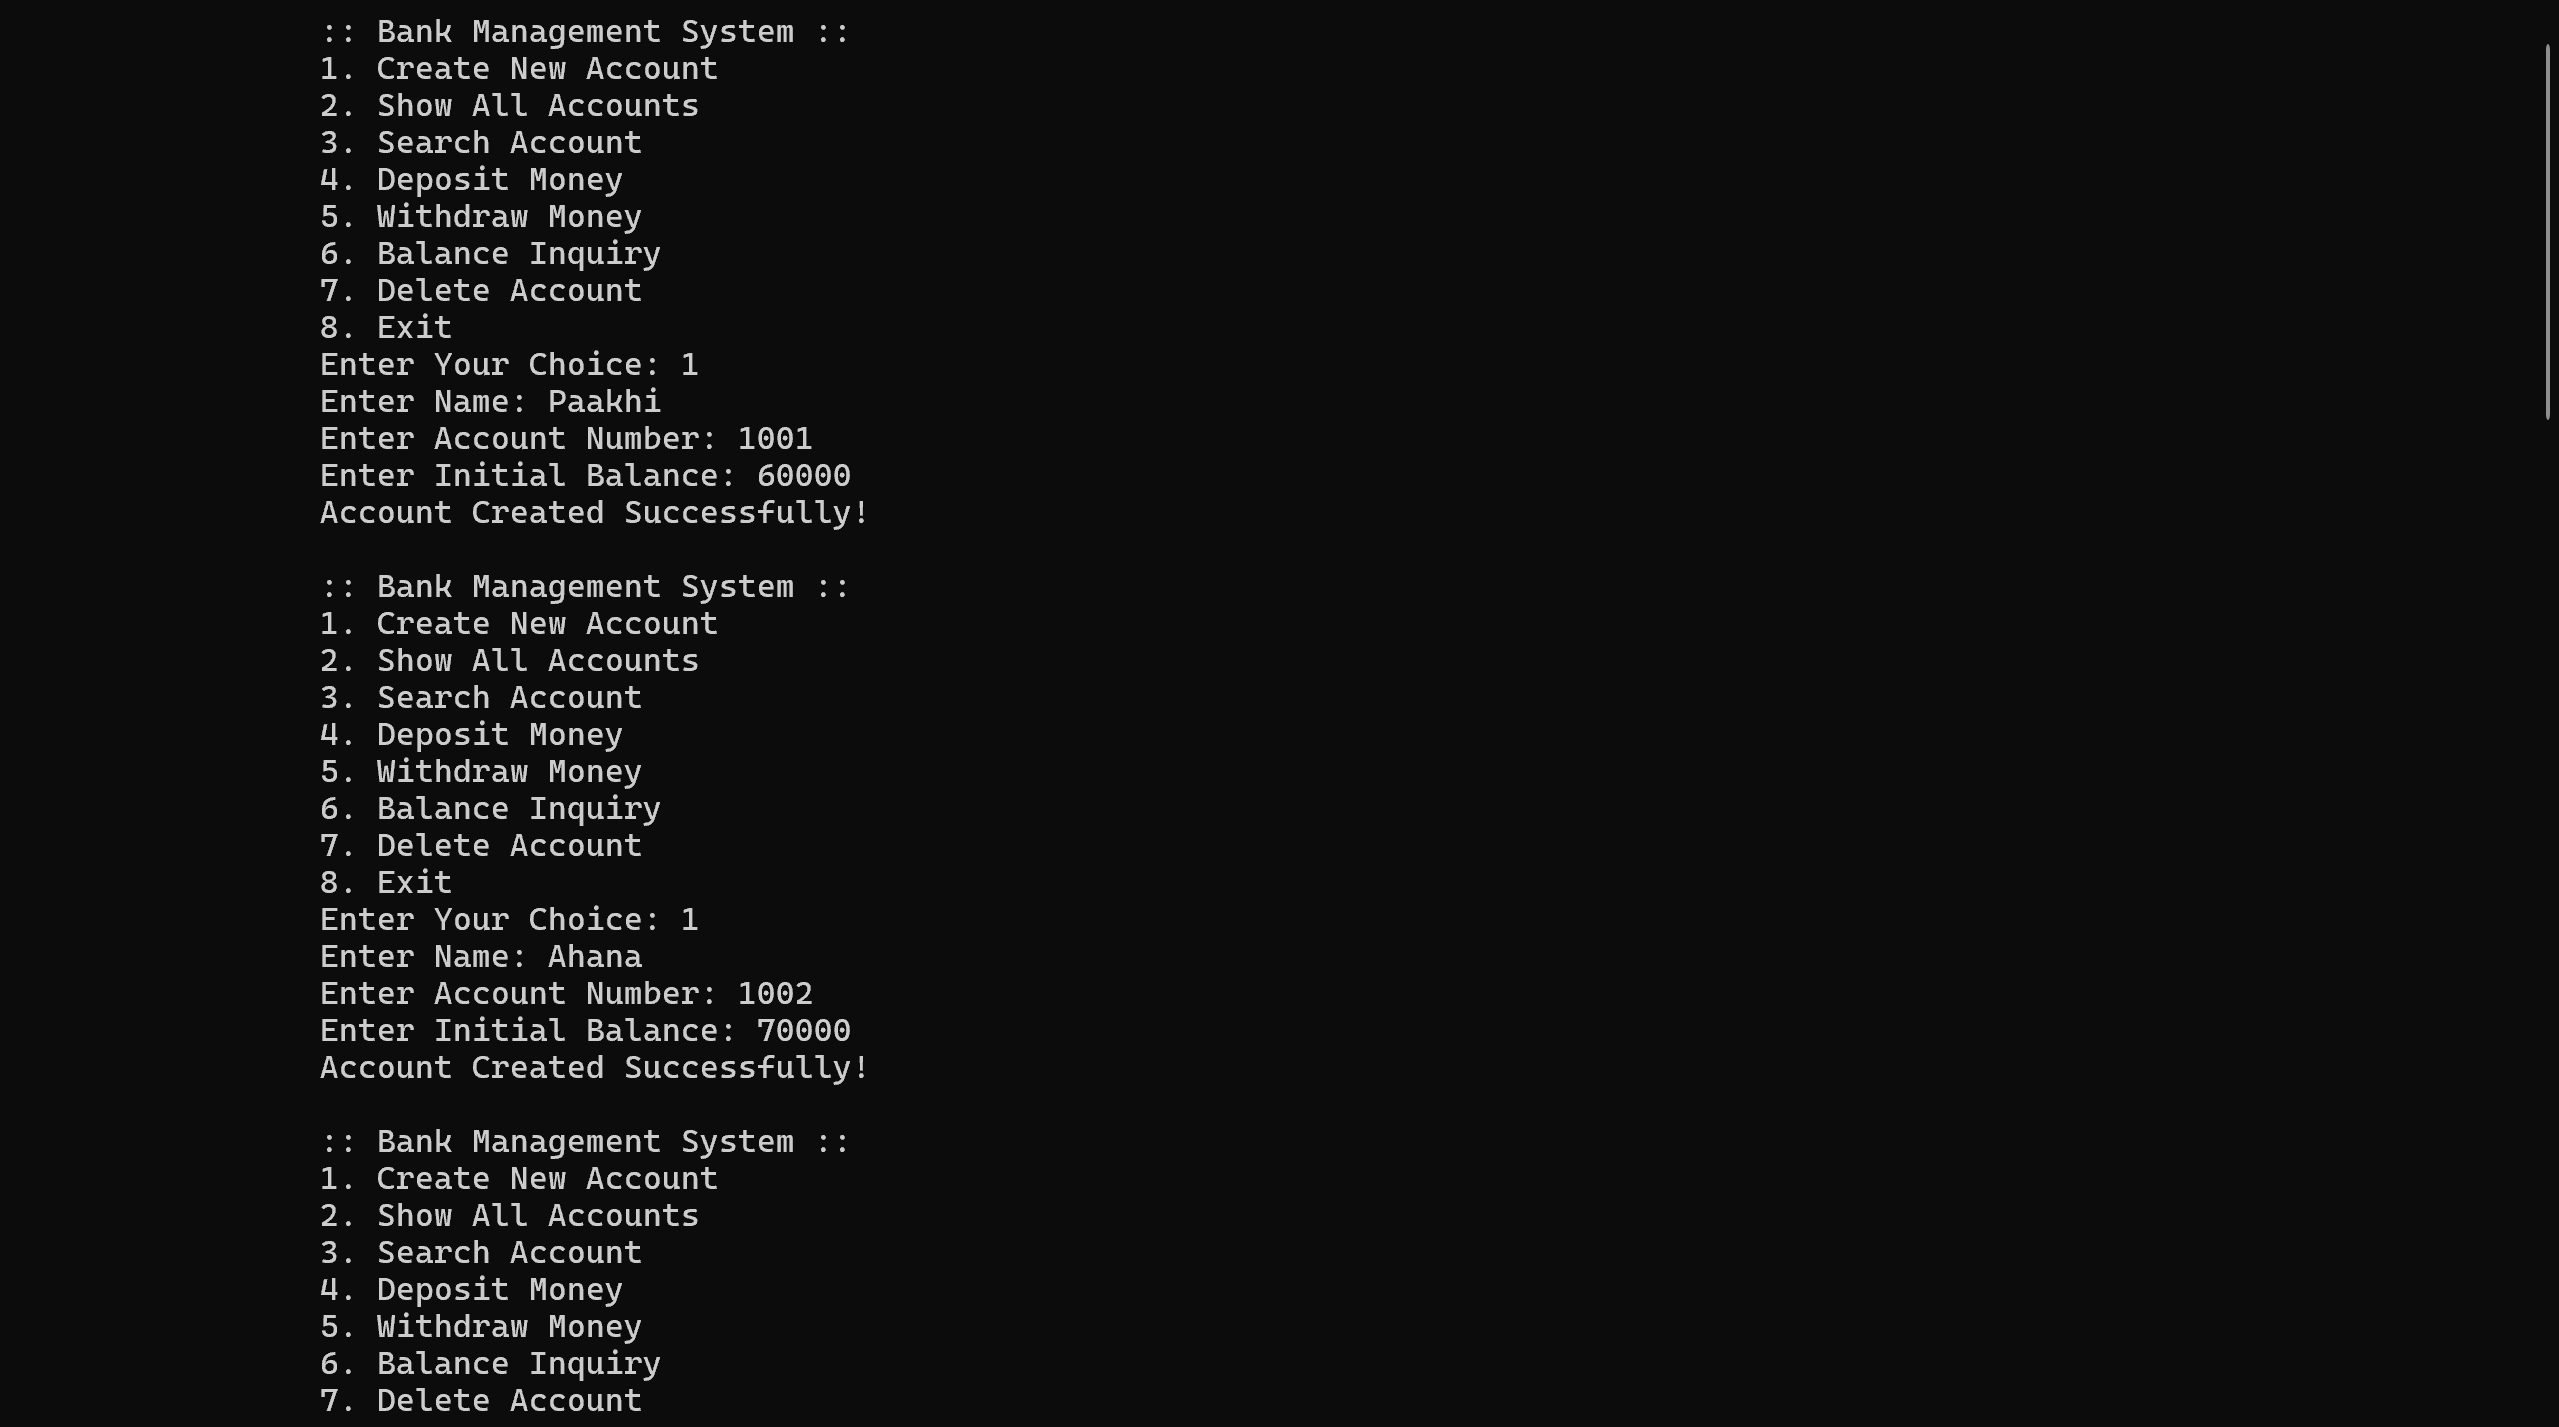 :: Bank Management System ::
1. Create New Account
2. Show All Accounts
3. Search Account
4. Deposit Money
5. Withdraw Money
6. Balance Inquiry
7. Delete Account
8. Exit
Enter Your Choice: 1
Enter Name: Paakhi
Enter Account Number: 1001
Enter Initial Balance: 60000
Account Created Successfully!

:: Bank Management System ::
1. Create New Account
2. Show All Accounts
3. Search Account
4. Deposit Money
5. Withdraw Money
6. Balance Inquiry
7. Delete Account
8. Exit
Enter Your Choice: 1
Enter Name: Ahana
Enter Account Number: 1002
Enter Initial Balance: 70000
Account Created Successfully!

:: Bank Management System ::
1. Create New Account
2. Show All Accounts
3. Search Account
4. Deposit Money
5. Withdraw Money
6. Balance Inquiry
7. Delete Account